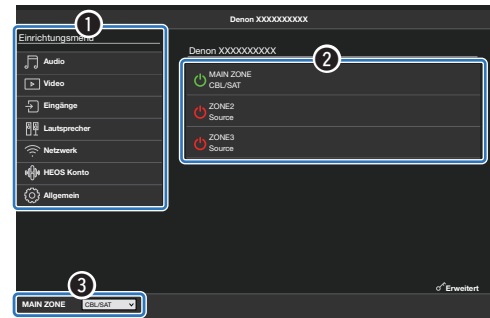 Denon XXXXXXXXXX
1
Einrichtungsmenü
Audio
Video
Eingänge
Lautsprecher
Netzwerk
HEOS Konto
Allgemein
Denon XXXXXXXXXX
2
MAIN ZONE
CBL/SAT
ZONE2
Source
ZONE3
Source
Erweitert
3
MAIN ZONE CBL/SAT